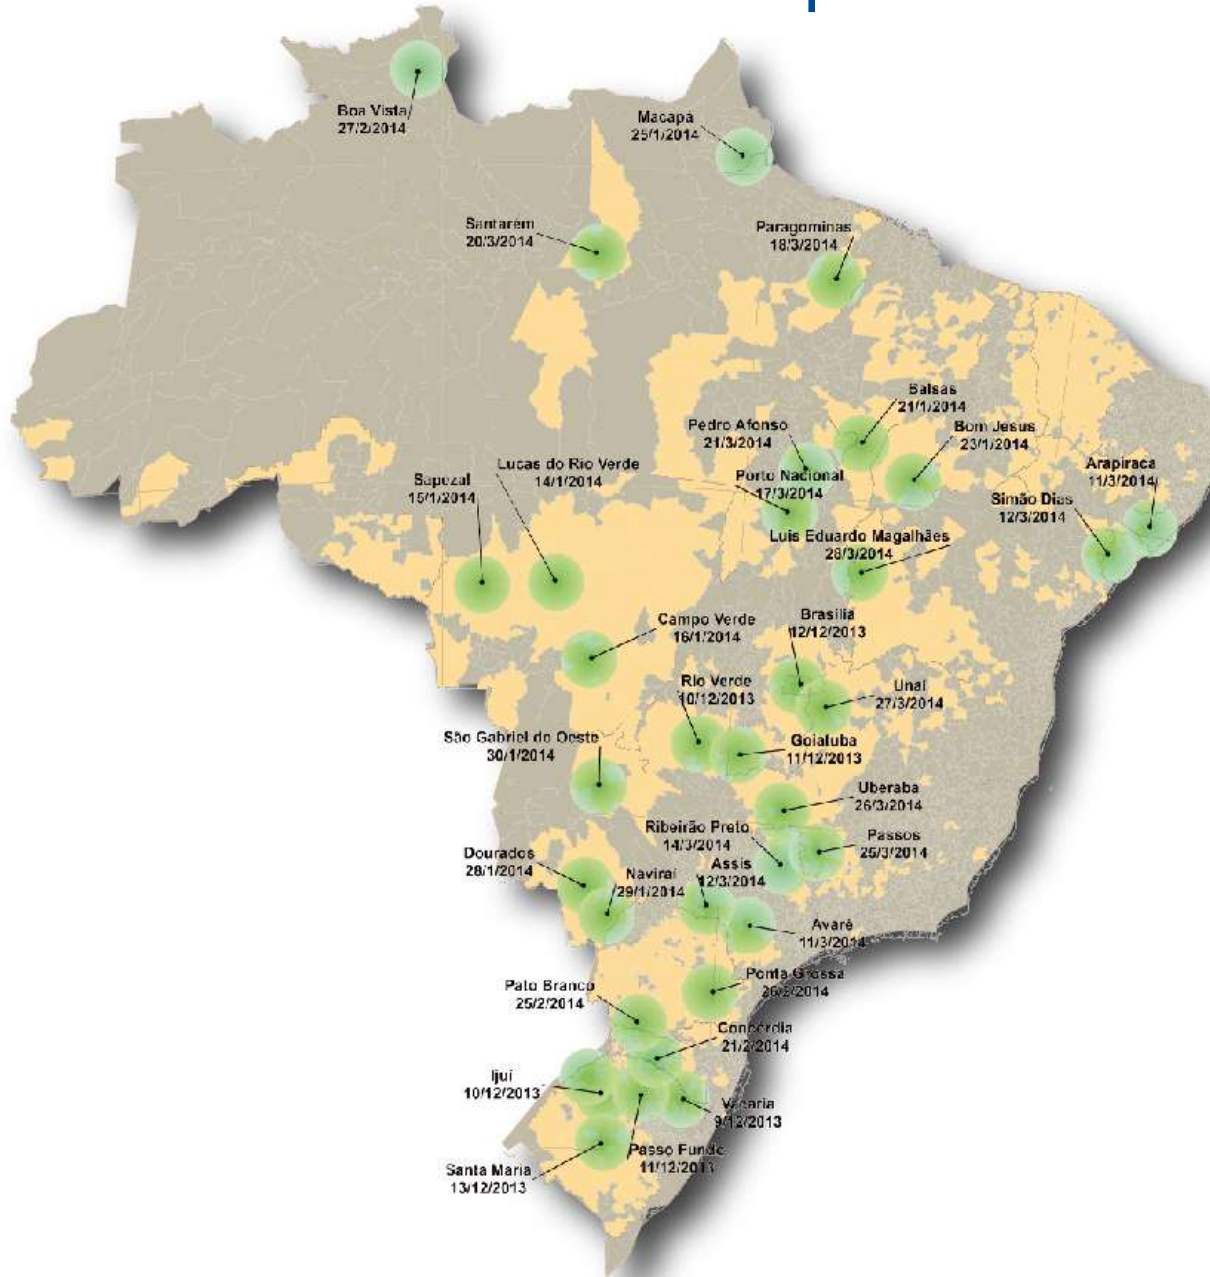 Boa Vista
27/2/2014
Macapá
25/1/2014
Santarém
20/3/2014
Paragominas
18/3/2014
Balsas
21/1/2014
Pedro Afonso
21/3/2014
Bom Jesus
23/1/2014
Arapiraca
11/3/2014
Lucas do Rio Verde
14/1/2014
Sapezal
15/1/2014
Porto Nacional
17/3/2014
Simão Dias
12/3/2014
Luis Eduardo Magalhães
28/3/2014
Campo Verde
16/1/2014
Brasília
12/12/2013
Rio Verde
10/12/2013
Unaí
27/3/2014
São Gabriel do Oeste
30/1/2014
Goiatuba
11/12/2013
Uberaba
26/3/2014
Ribeirão Preto
14/3/2014
Passos
25/3/2014
Dourados
28/1/2014
Assis
12/3/2014
Naviraí
29/1/2014
Avaré
11/3/2014
Ponta Grossa
26/2/2014
Pato Branco
25/2/2014
Concórdia
21/2/2014
Ijuí
10/12/2013
Vacaria
9/12/2013
Passo Fundo
11/12/2013
Santa Maria
13/12/2013